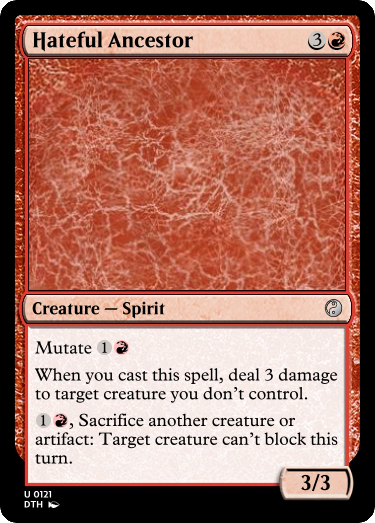 Hateful Ancestor 3
Creature — Spirit
Mutate 1
When you cast this spell, deal 3 damage
to target creature you don't control.
1, Sacrifice another creature or
artifact: Target creature can't block this
turn.
3/3
U 0121
DTH